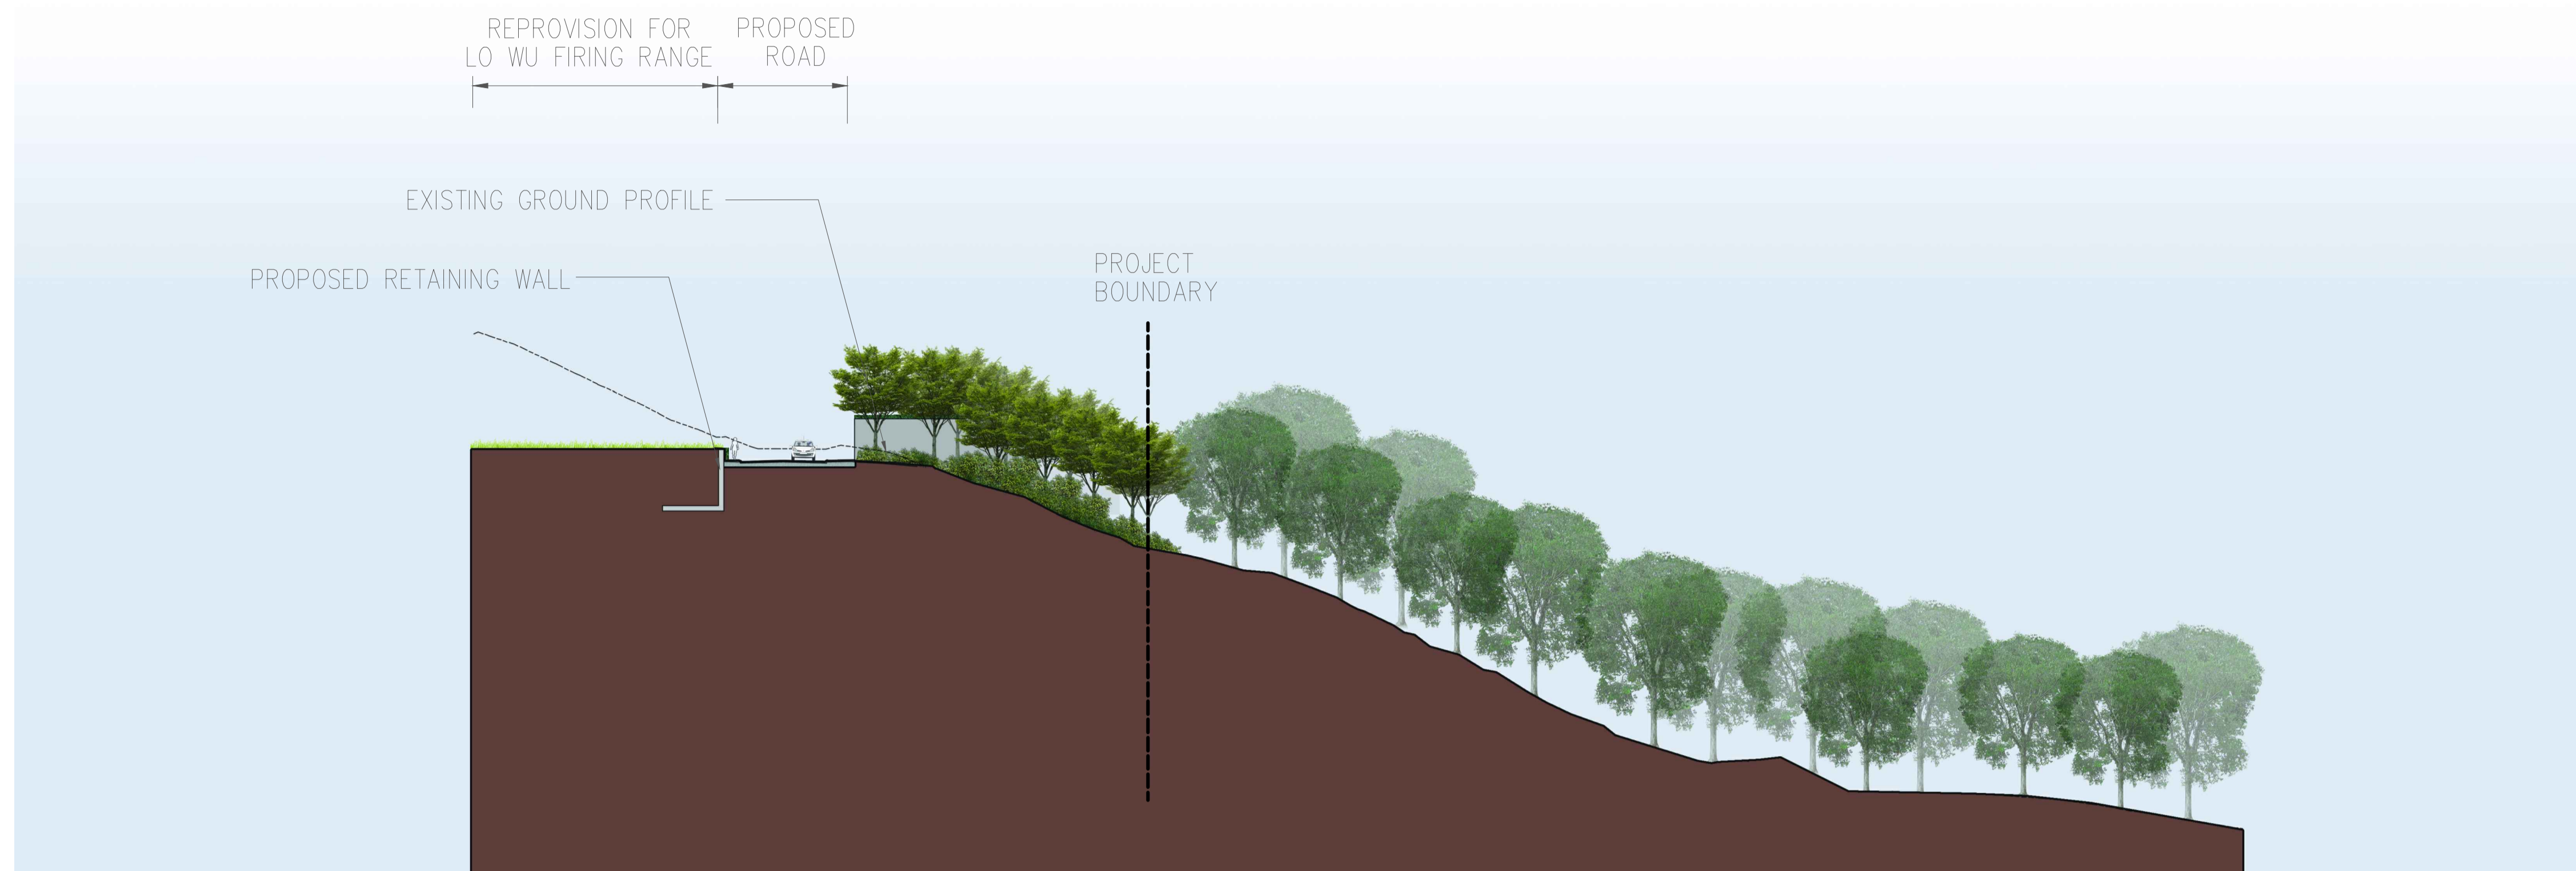 REPROVISION FOR
LO WU FIRING RANGE
PROPOSED
ROAD
EXISTING GROUND PROFILE
PROPOSED RETAINING WALL
PROJECT
BOUNDARY